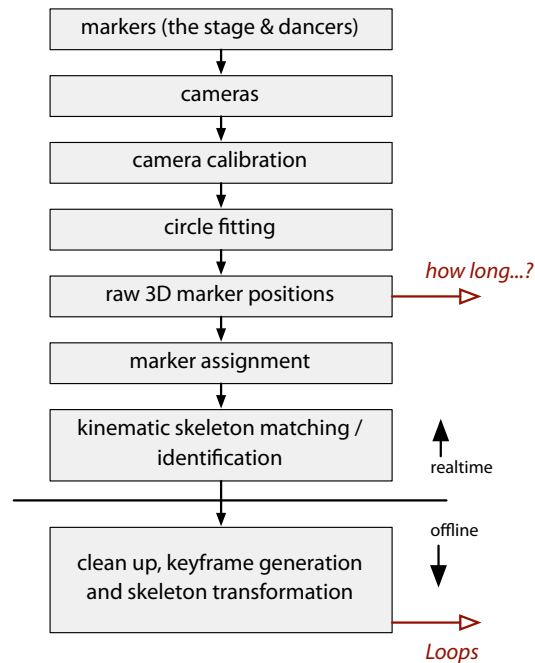 markers (the stage & dancers)
cameras
camera calibration
circle fitting
how long...?
raw 3D marker positions
marker assignment
kinematic skeleton matching /
identification
realtime
offline
clean up, keyframe generation
and skeleton transformation
Loops